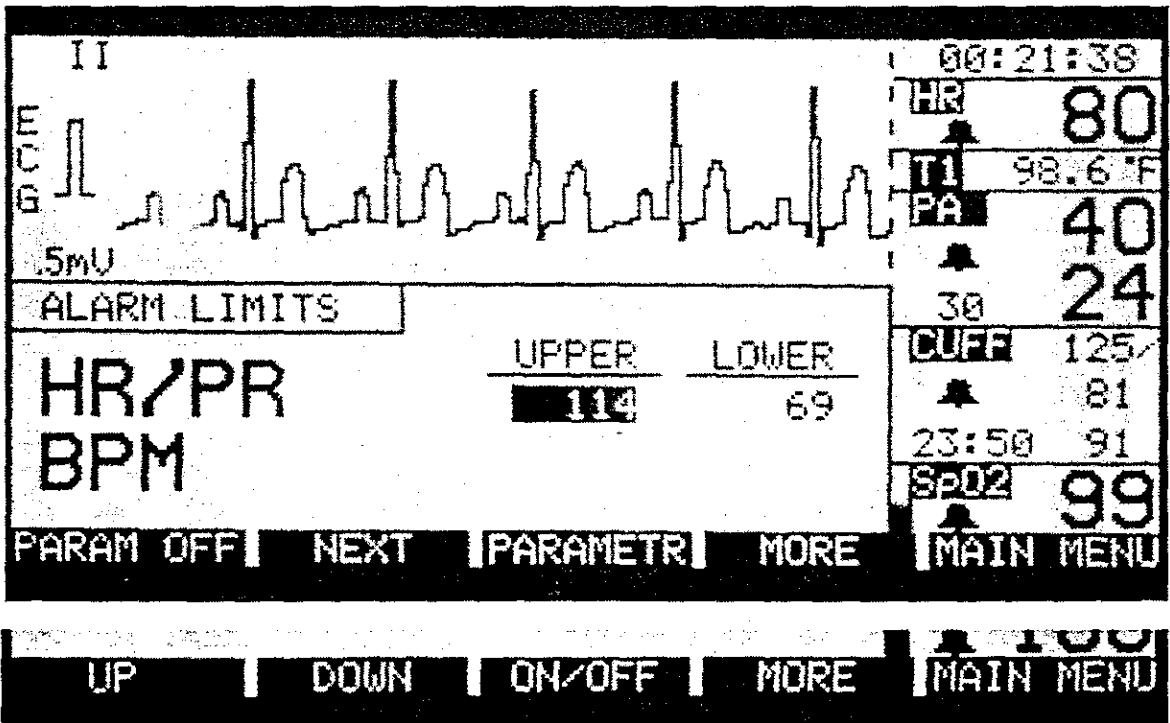 II
ECG
.5mV
00:21:38
HR 80
T1 98.6°F
PA 40
24
30
CUFF 125/
81
23:50 91
SpO2 99
ALARM LIMITS
HR/PR
BPM
UPPER LOWER
114 69
PARAM OFF NEXT PARAMETR MORE MAIN MENU
UP DOWN ON/OFF MORE MAIN MENU